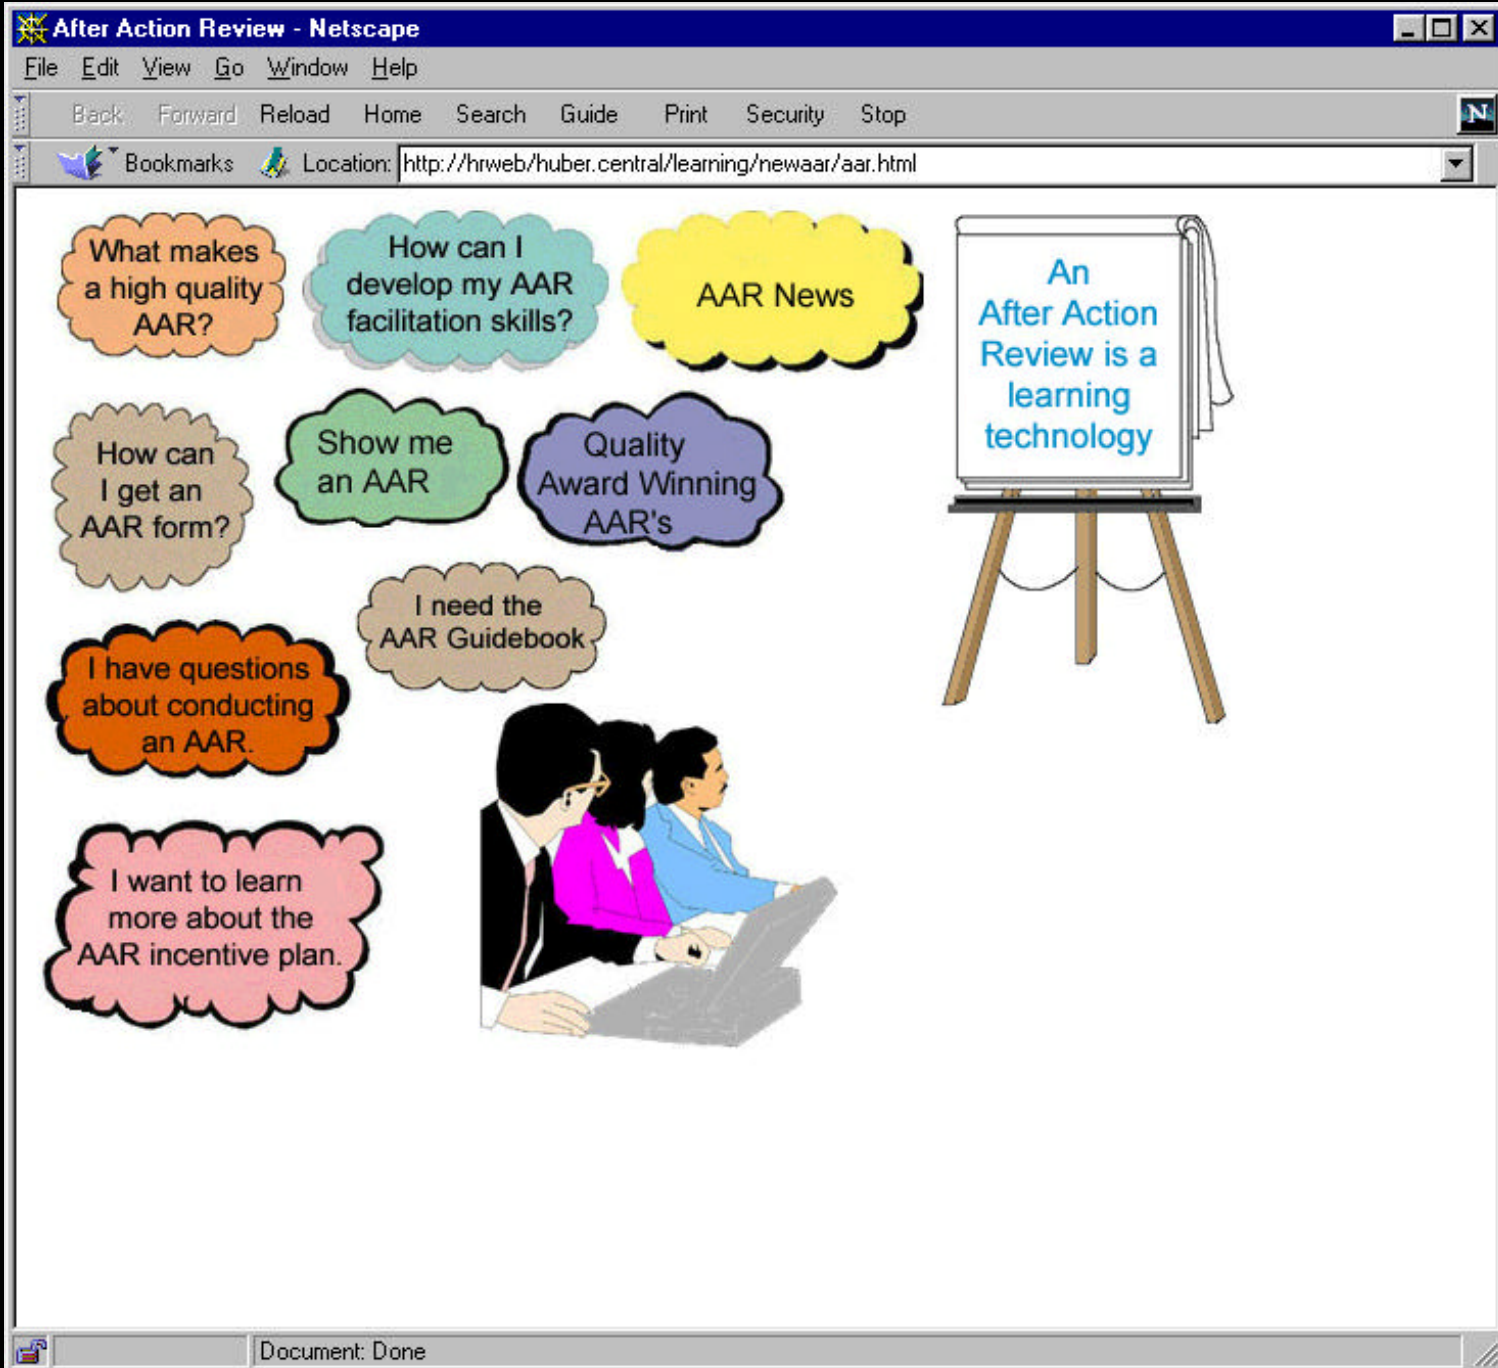 After Action Review - Netscape
File Edit View Go Window Help
Back Forward Reload Home Search Guide Print Security Stop
N
Bookmarks Location: http://hrweb/huber.central/learning/newaar/aar.html
What makes
a high quality
AAR?
How can I
develop my AAR
facilitation skills?
AAR News
An
After Action
Review is a
learning
technology
How can
I get an
AAR form?
Show me
an AAR
Quality
Award Winning
AAR's
I need the
AAR Guidebook
I have questions
about conducting
an AAR.
I want to learn
more about the
AAR incentive plan.
Document: Done